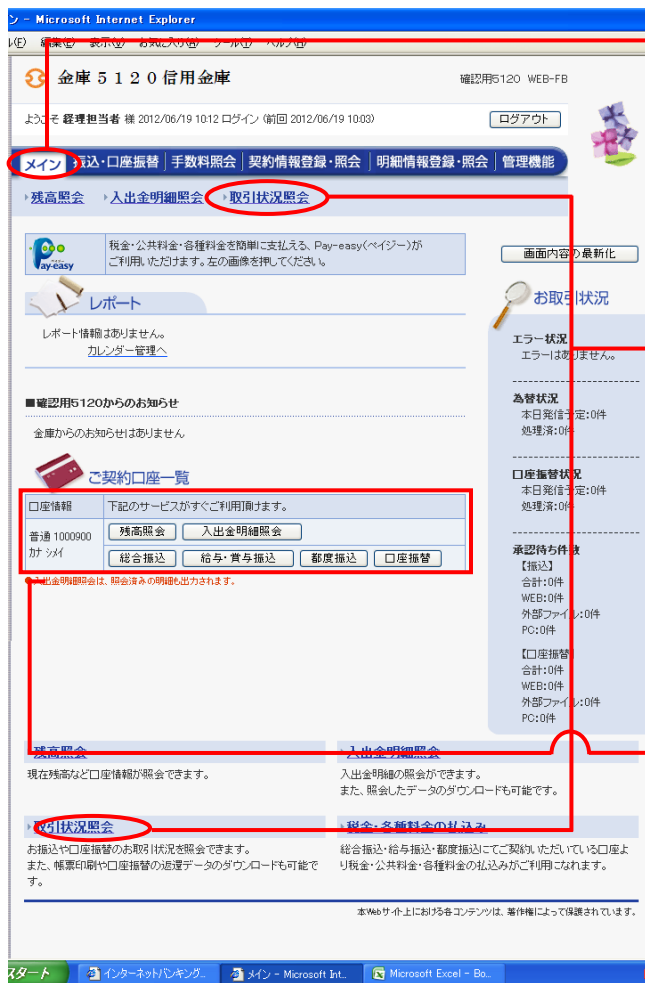 ン - Microsoft Internet Explorer
金庫5120信用金庫
確認用5120 WEB-FB
ようこそ 経理担当者 様 2012/06/19 10:12 ログイン (前回 2012/06/19 10:03)
ログアウト
メイン 振込・口座振替 手数料照会 契約情報登録・照会 明細情報登録・照会 管理機能
残高照会 入出金明細照会 取引状況照会
Pay-easy
税金・公共料金・各種料金を簡単に支払える、Pay-easy(ペイジー)が
ご利用いただけます。左の画像を押してください。
画面内容の最新化
レポート
レポート情報はありません。
カレンダー管理へ
■確認用5120からのお知らせ
金庫からのお知らせはありません
ご契約口座一覧
口座情報 下記のサービスがすぐご利用頂けます。
普通 1000900
カナ シメイ
残高照会 入出金明細照会
総合振込 給与・賞与振込 都度振込 口座振替
入出金明細照会は、照会済みの明細も出力されます。
お取引状況
エラー状況
エラーはありません。
為替状況
本日発信予定:0件
処理済:0件
口座振替状況
本日発信予定:0件
処理済:0件
承認待ち件数
【振込】
合計:0件
WEB:0件
外部ファイル:0件
PC:0件
【口座振替】
合計:0件
WEB:0件
外部ファイル:0件
PC:0件
残高照会
現在残高など口座情報が照会できます。
入出金明細照会
入出金明細の照会ができます。
また、照会したデータのダウンロードも可能です。
取引状況照会
お振込や口座振替のお取引状況を照会できます。
また、帳票印刷や口座振替の返還データのダウンロードも可能で
す。
税金・各種料金の払込み
総合振込・給与振込・都度振込にてご契約いただいている口座よ
り税金・公共料金・各種料金の払込みがご利用になれます。
本Webサイト上における各コンテンツは、著作権によって保護されています。
スタート インターネットバンキング... メイン - Microsoft Int... Microsoft Excel - Bo...